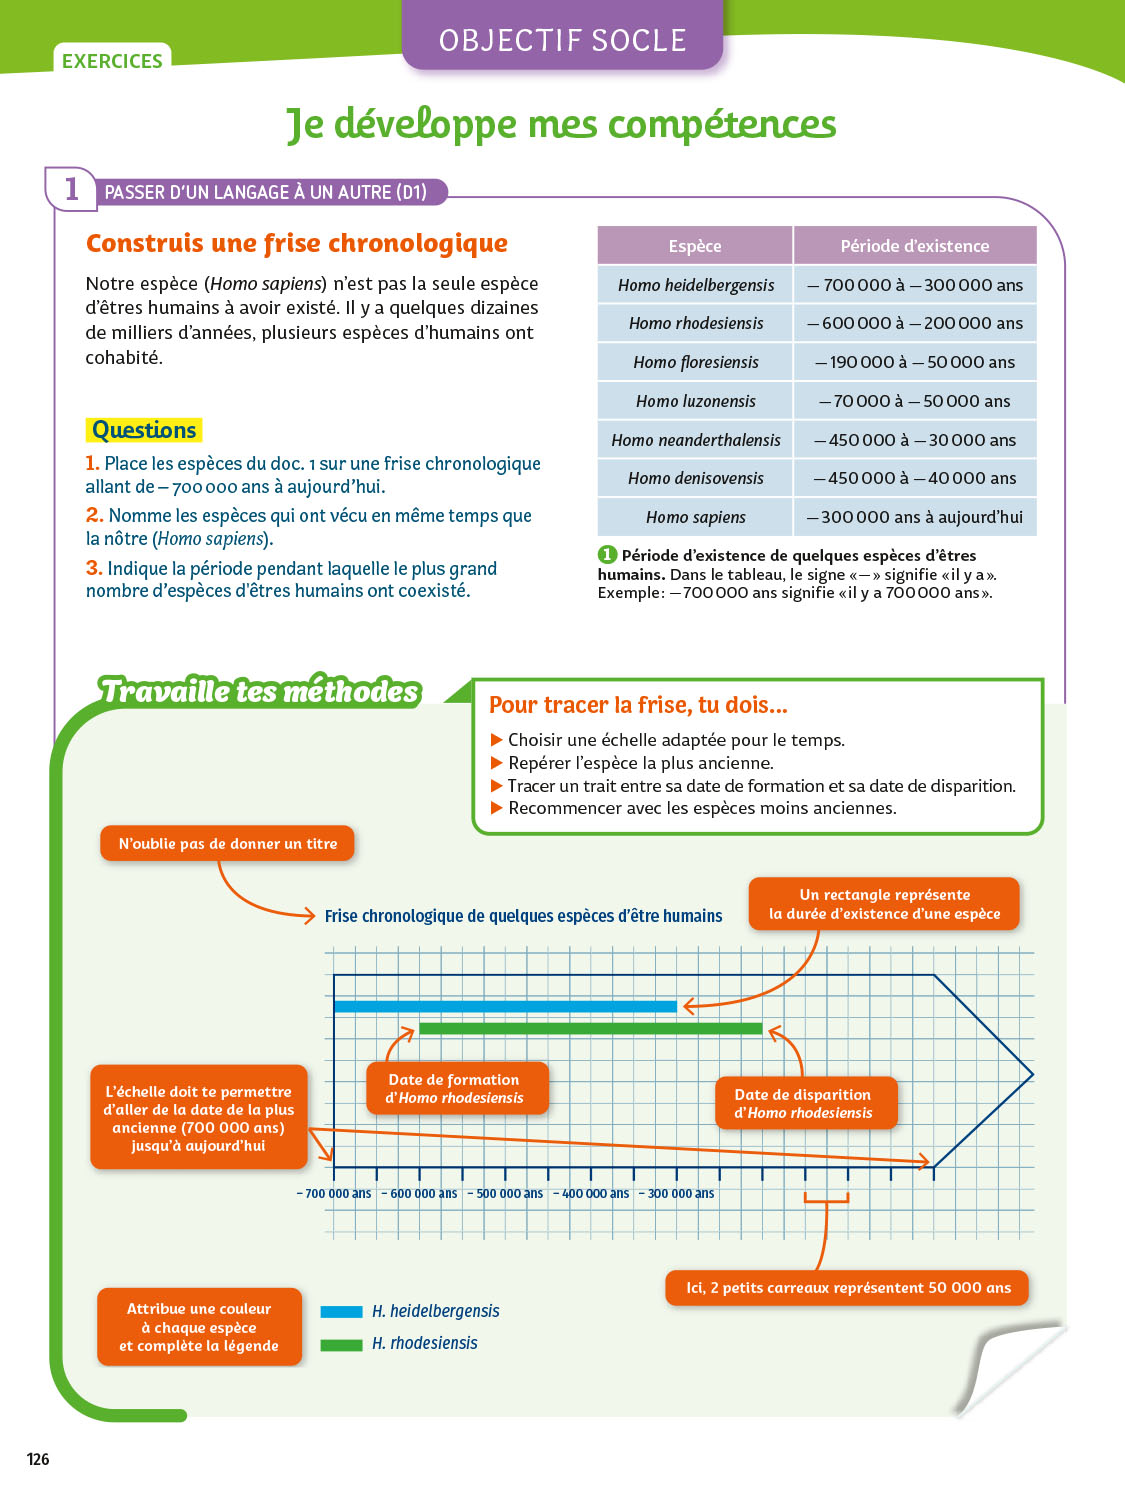 OBJECTIF SOCLE
EXERCICES
Je développe mes compétences
1 PASSER D'UN LANGAGE À UN AUTRE (D1)
Construis une frise chronologique
Notre espèce (Homo sapiens) n'est pas la seule espèce
d'êtres humains à avoir existé. Il y a quelques dizaines
de milliers d'années, plusieurs espèces d'humains ont
cohabité.
Questions
1. Place les espèces du doc. 1 sur une frise chronologique
allant de – 700 000 ans à aujourd'hui.
2. Nomme les espèces qui ont vécu en même temps que
la nôtre (Homo sapiens).
3. Indique la période pendant laquelle le plus grand
nombre d'espèces d'êtres humains ont coexisté.
Espèce Période d'existence
Homo heidelbergensis – 700 000 à – 300 000 ans
Homo rhodesiensis – 600 000 à – 200 000 ans
Homo floresiensis – 190 000 à – 50 000 ans
Homo luzonensis – 70 000 à – 50 000 ans
Homo neanderthalensis – 450 000 à – 30 000 ans
Homo denisovensis – 450 000 à – 40 000 ans
Homo sapiens – 300 000 ans à aujourd'hui
1 Période d'existence de quelques espèces d'êtres
humains. Dans le tableau, le signe « – » signifie « il y a ».
Exemple : – 700 000 ans signifie « il y a 700 000 ans ».
Travaille tes méthodes
Pour tracer la frise, tu dois...
Choisir une échelle adaptée pour le temps.
Repérer l'espèce la plus ancienne.
Tracer un trait entre sa date de formation et sa date de disparition.
Recommencer avec les espèces moins anciennes.
N'oublie pas de donner un titre
Frise chronologique de quelques espèces d'être humains
Un rectangle représente
la durée d'existence d'une espèce
Date de formation
d'Homo rhodesiensis
Date de disparition
d'Homo rhodesiensis
L'échelle doit te permettre
d'aller de la date de la plus
ancienne (700 000 ans)
jusqu'à aujourd'hui
– 700 000 ans – 600 000 ans – 500 000 ans – 400 000 ans – 300 000 ans
Ici, 2 petits carreaux représentent 50 000 ans
Attribue une couleur
à chaque espèce
et complète la légende
H. heidelbergensis
H. rhodesiensis
126